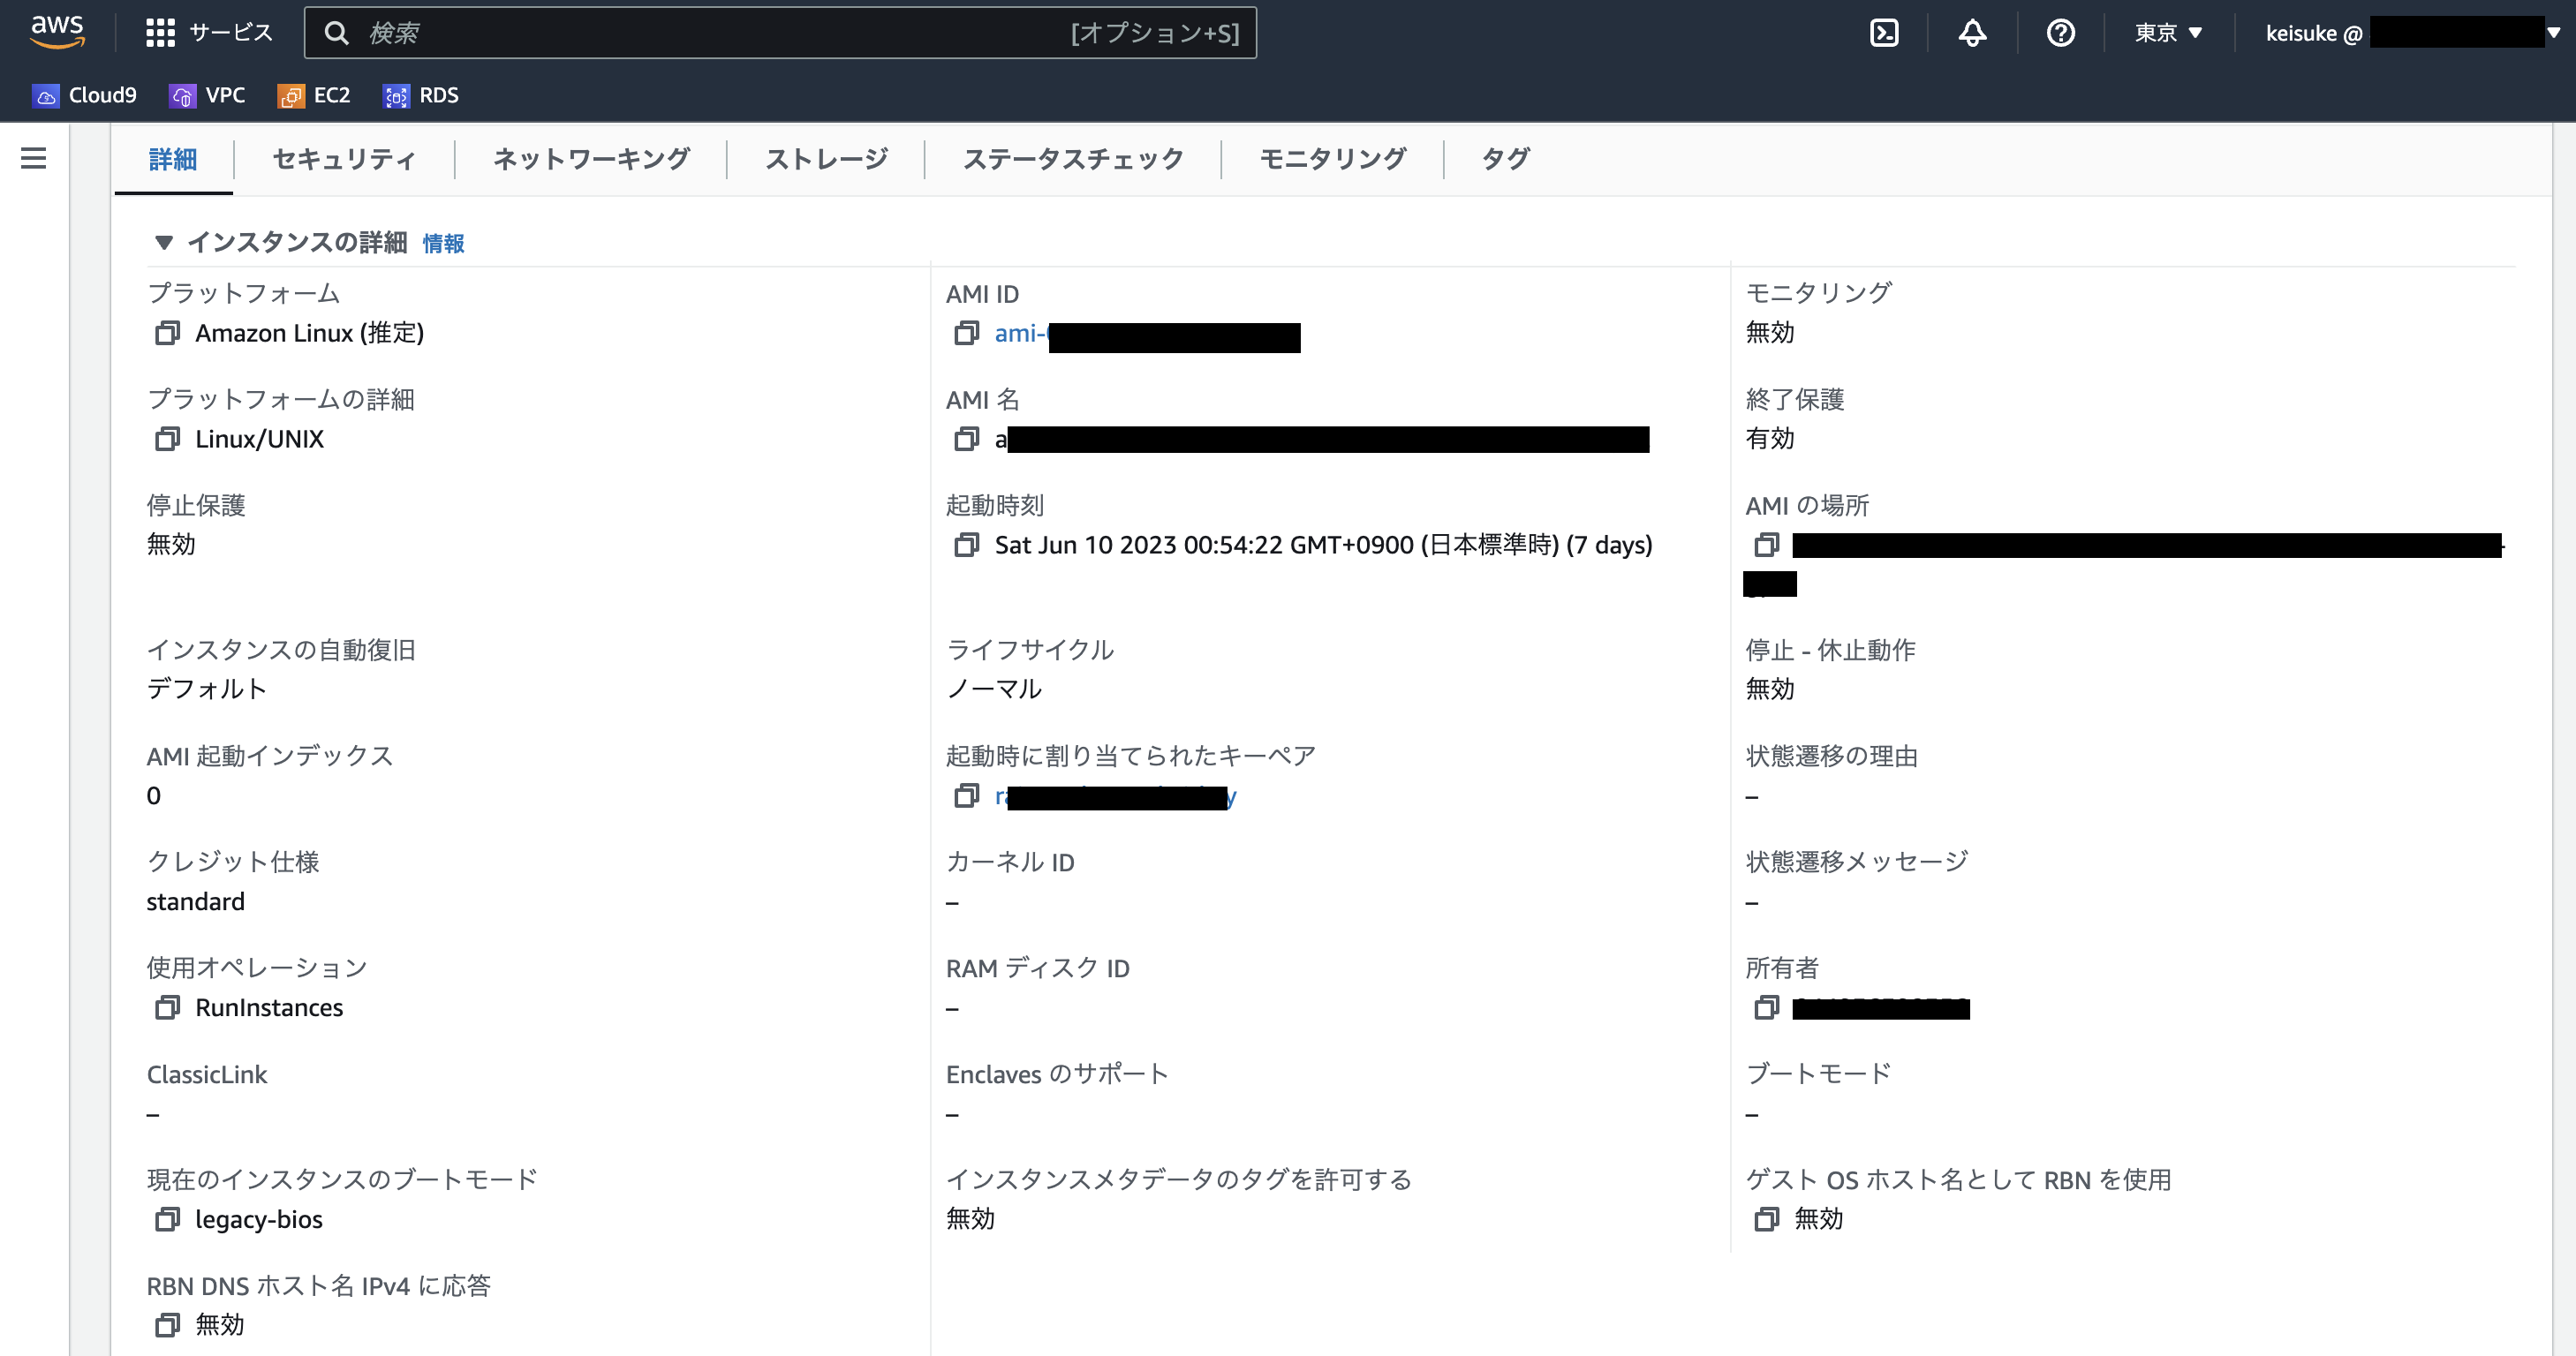 aws
サービス
検索
[オプション+S]
東京
keisuke @
Cloud9
VPC
EC2
RDS
詳細
セキュリティ
ネットワーキング
ストレージ
ステータスチェック
モニタリング
タグ
インスタンスの詳細 情報
プラットフォーム
Amazon Linux (推定)
AMI ID
ami-
モニタリング
無効
プラットフォームの詳細
Linux/UNIX
AMI 名
a
終了保護
有効
停止保護
無効
起動時刻
Sat Jun 10 2023 00:54:22 GMT+0900 (日本標準時) (7 days)
AMI の場所
インスタンスの自動復旧
デフォルト
ライフサイクル
ノーマル
停止 - 休止動作
無効
AMI 起動インデックス
0
起動時に割り当てられたキーペア
状態遷移の理由
–
クレジット仕様
standard
カーネル ID
–
状態遷移メッセージ
–
使用オペレーション
RunInstances
RAM ディスク ID
–
所有者
ClassicLink
–
Enclaves のサポート
–
ブートモード
–
現在のインスタンスのブートモード
legacy-bios
インスタンスメタデータのタグを許可する
無効
ゲスト OS ホスト名として RBN を使用
無効
RBN DNS ホスト名 IPv4 に応答
無効